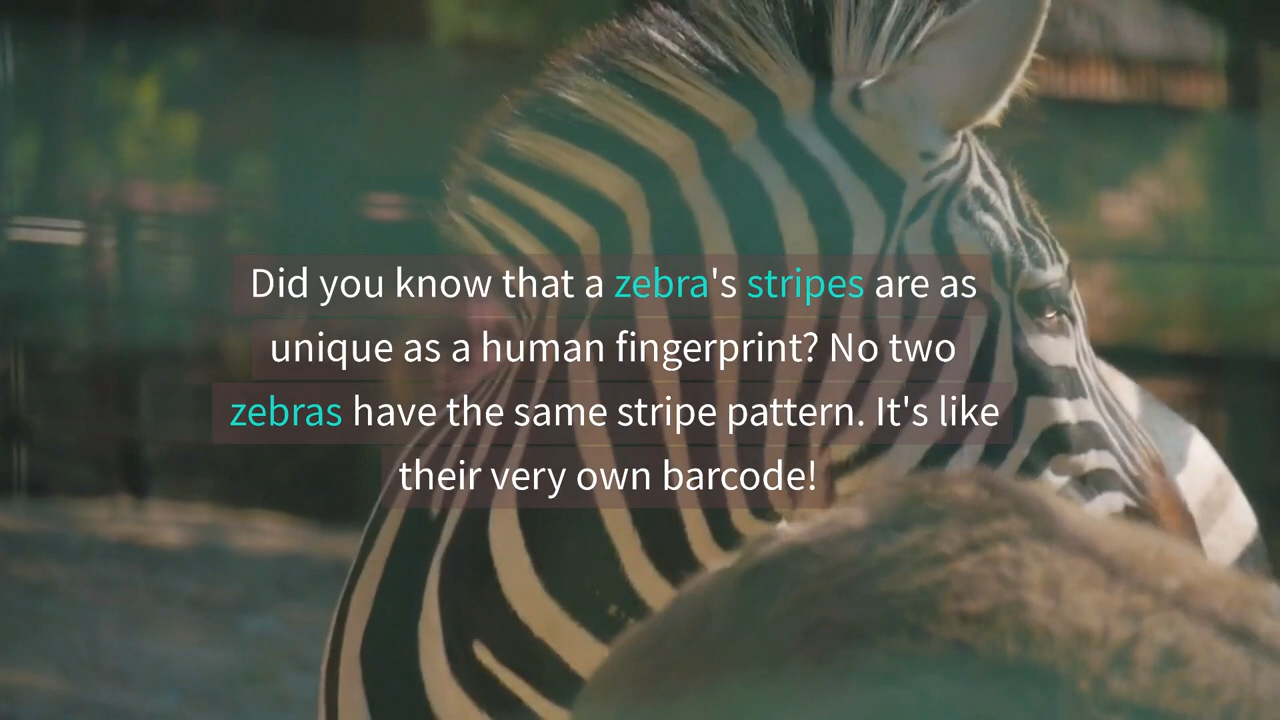 Did you know that a zebra's stripes are as
unique as a human fingerprint? No two
zebras have the same stripe pattern. It's like
their very own barcode!